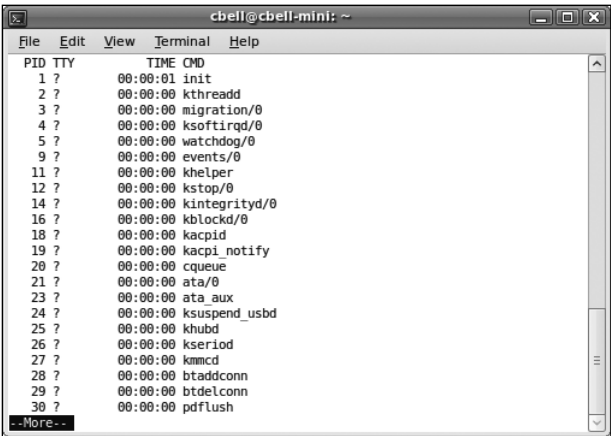 cbell@cbell-mini: ~
File Edit View Terminal Help
PID TTY TIME CMD
1 ? 00:00:01 init
2 ? 00:00:00 kthreadd
3 ? 00:00:00 migration/0
4 ? 00:00:00 ksoftirqd/0
5 ? 00:00:00 watchdog/0
9 ? 00:00:00 events/0
11 ? 00:00:00 khelper
12 ? 00:00:00 kstop/0
14 ? 00:00:00 kintegrityd/0
16 ? 00:00:00 kblockd/0
18 ? 00:00:00 kacpid
19 ? 00:00:00 kacpi_notify
20 ? 00:00:00 cqueue
21 ? 00:00:00 ata/0
23 ? 00:00:00 ata_aux
24 ? 00:00:00 ksuspend_usbd
25 ? 00:00:00 khubd
26 ? 00:00:00 kseriod
27 ? 00:00:00 kmmcd
28 ? 00:00:00 btaddconn
29 ? 00:00:00 btdelconn
30 ? 00:00:00 pdflush
--More--